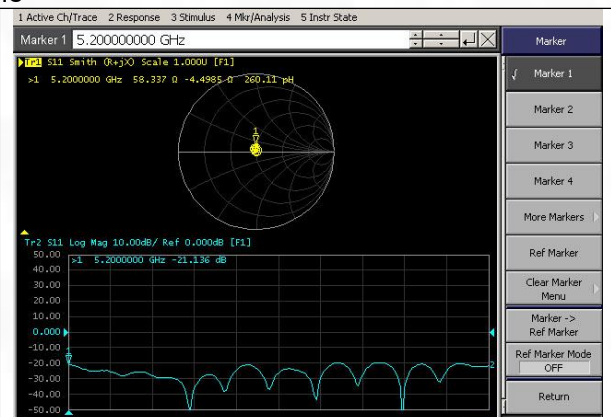 1 Active Ch/Trace 2 Response 3 Stimulus 4 Mkr/Analysis 5 Instr State
Marker 1 5.200000000 GHz
Marker
Tr1 S11 Smith (R+jX) Scale 1.000U [F1]
>1 5.2000000 GHz 58.337 Ω -4.4985 Ω 260.11 pH
1
√ Marker 1
Marker 2
Marker 3
Marker 4
More Markers
Ref Marker
Clear Marker
Menu
Marker ->
Ref Marker
Ref Marker Mode
OFF
Return
Tr2 S11 Log Mag 10.00dB/ Ref 0.000dB [F1]
>1 5.2000000 GHz -21.136 dB
50.00
40.00
30.00
20.00
10.00
0.000
-10.00
-20.00
-30.00
-40.00
-50.00
1
2